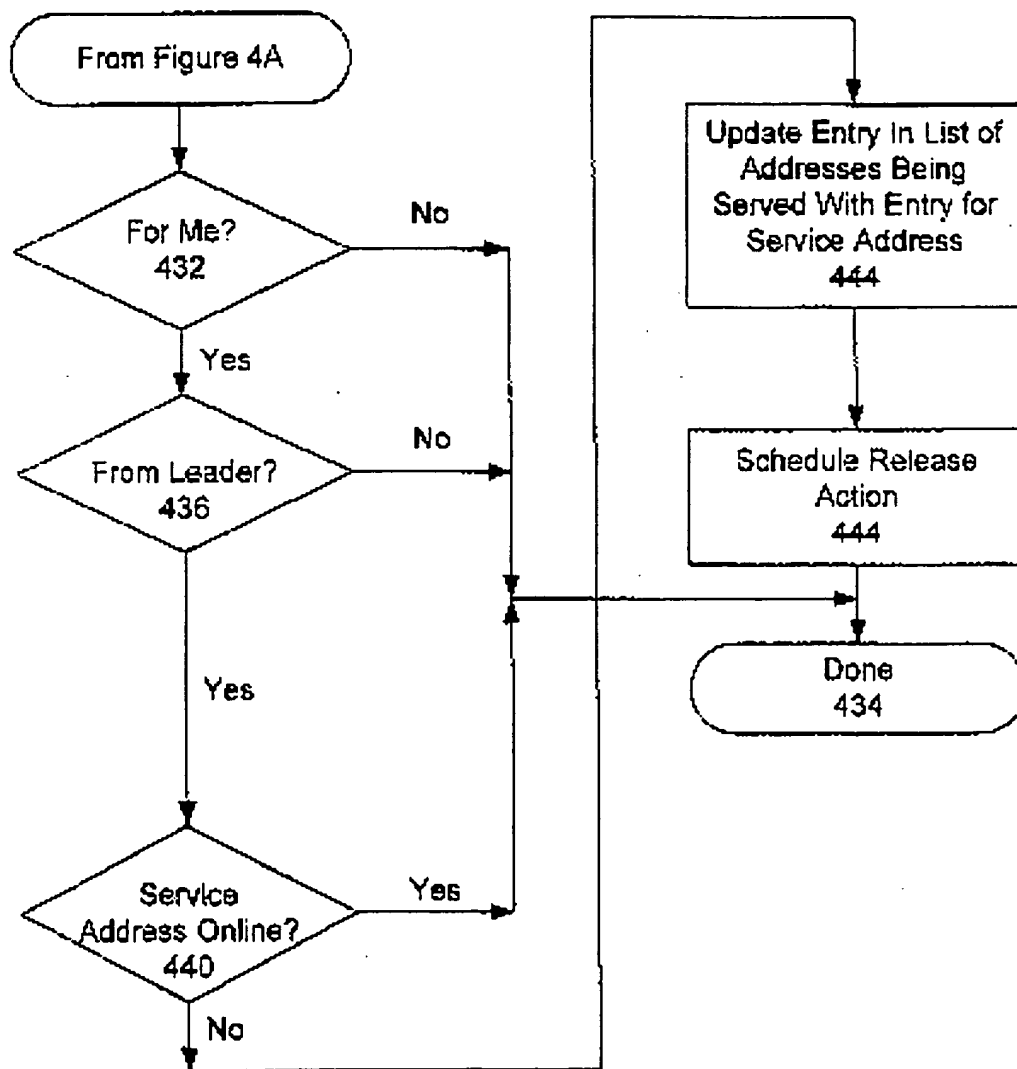 From Figure 4A
For Me?
432
No
Yes
From Leader?
436
No
Yes
Service
Address Online?
440
Yes
No
Update Entry In List of
Addresses Being
Served With Entry for
Service Address
444
Schedule Release
Action
444
Done
434